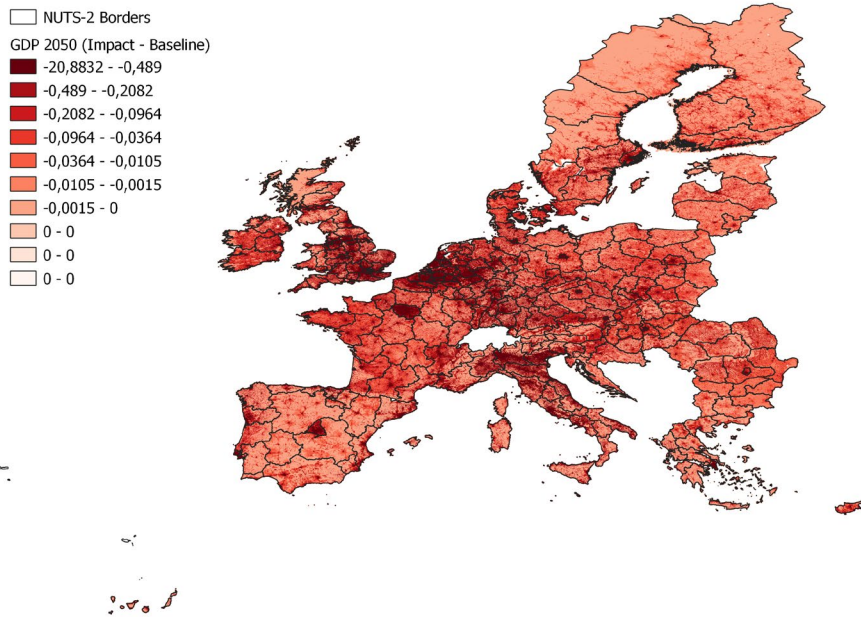 NUTS-2 Borders
GDP 2050 (Impact - Baseline)
-20,8832 - -0,489
-0,489 - -0,2082
-0,2082 - -0,0964
-0,0964 - -0,0364
-0,0364 - -0,0105
-0,0105 - -0,0015
-0,0015 - 0
0 - 0
0 - 0
0 - 0